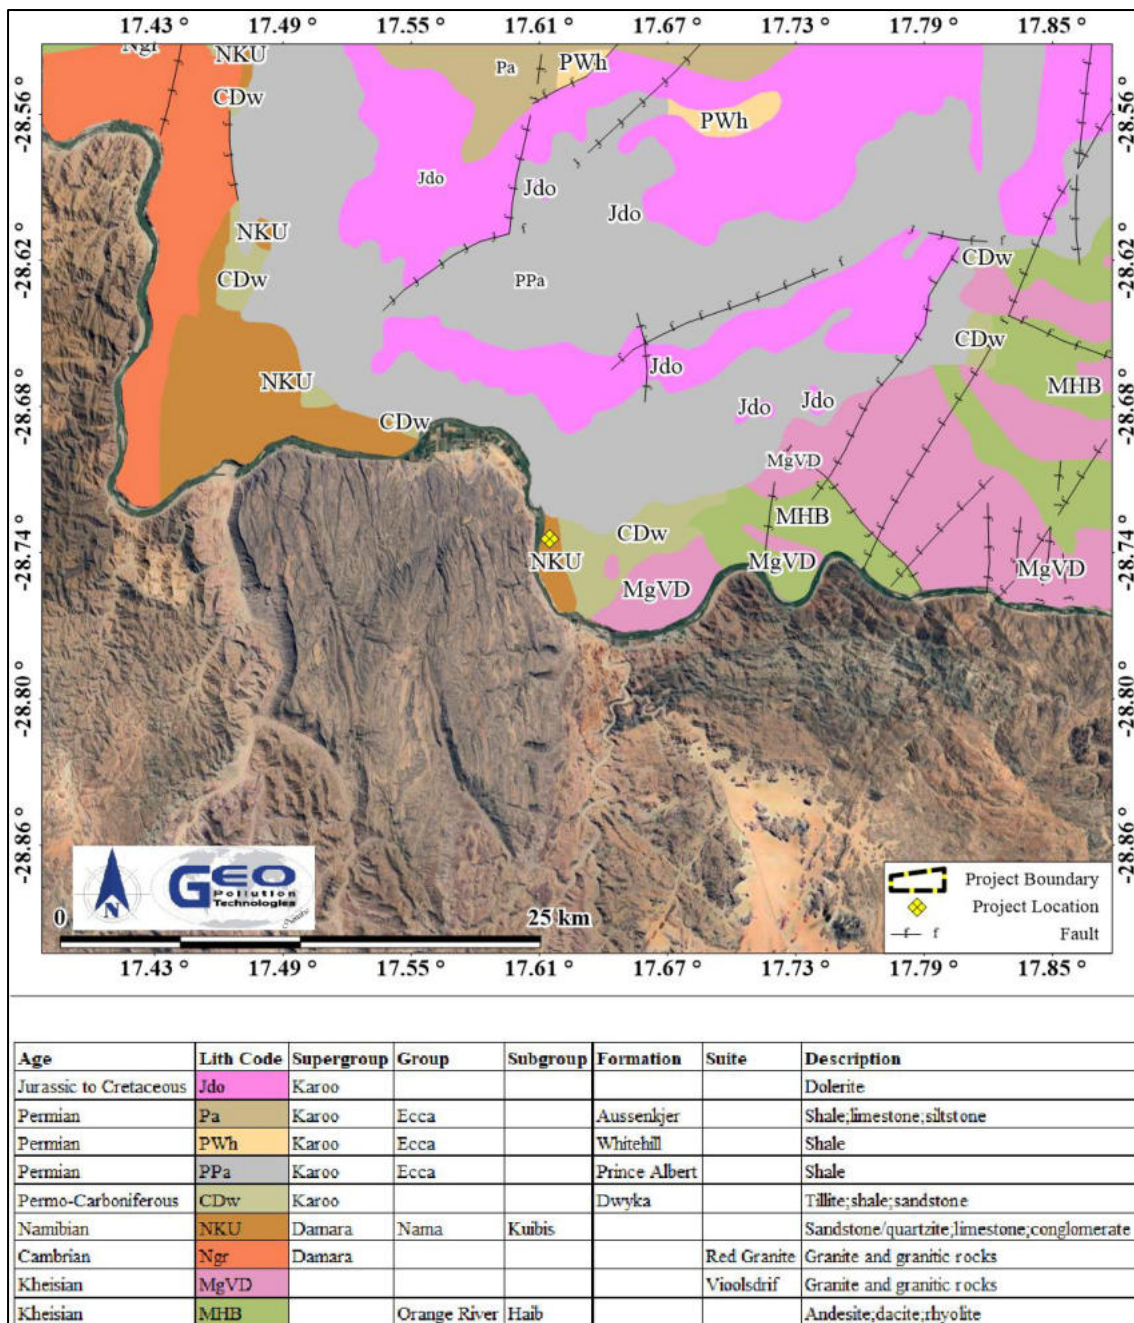 17.43 ° 17.49 ° 17.55 ° 17.61 ° 17.67 ° 17.73 ° 17.79 ° 17.85 °
-28.56 °
-28.62 °
-28.68 °
-28.74 °
-28.80 °
-28.86 °
-28.56 °
-28.62 °
-28.68 °
-28.74 °
-28.80 °
-28.86 °
Ngr
NKU
Pa
PWh
CDw
PWh
Jdo
Jdo
Jdo
NKU
CDw
CDw
PPa
CDw
Jdo
NKU
MHB
Jdo
Jdo
CDw
MgVD
MHB
CDw
NKU
MgVD
MgVD
MgVD
GEO
Pollution
Technologies
N
0 25 km
Project Boundary
Project Location
f Fault
17.43 ° 17.49 ° 17.55 ° 17.61 ° 17.67 ° 17.73 ° 17.79 ° 17.85 °
Age Lith Code Supergroup Group Subgroup Formation Suite Description
Jurassic to Cretaceous Jdo Karoo Dolerite
Permian Pa Karoo Ecca Aussenkjer Shale;limestone;siltstone
Permian PWh Karoo Ecca Whitehill Shale
Permian PPa Karoo Ecca Prince Albert Shale
Permo-Carboniferous CDw Karoo Dwyka Tillite;shale;sandstone
Namibian NKU Damara Nama Kuibis Sandstone/quartzite;limestone;conglomerate
Cambrian Ngr Damara Red Granite Granite and granitic rocks
Kheisian MgVD Vioolsdrif Granite and granitic rocks
Kheisian MHB Orange River Haib Andesite;dacite;rhyolite